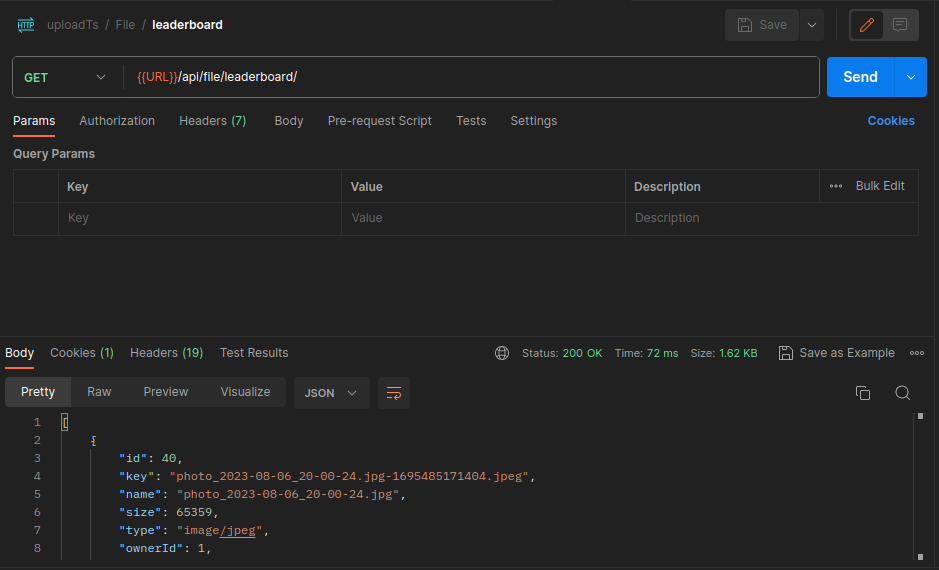 HTTP uploadTs / File / leaderboard Save
GET {{URL}}/api/file/leaderboard/ Send
Params Authorization Headers (7) Body Pre-request Script Tests Settings Cookies
Query Params
Key Value Description ••• Bulk Edit
Key Value Description
Body Cookies (1) Headers (19) Test Results Status: 200 OK Time: 72 ms Size: 1.62 KB Save as Example •••
Pretty Raw Preview Visualize JSON
1 [
2 {
3 "id": 40,
4 "key": "photo_2023-08-06_20-00-24.jpg-1695485171404.jpeg",
5 "name": "photo_2023-08-06_20-00-24.jpg",
6 "size": 65359,
7 "type": "image/jpeg",
8 "ownerId": 1,